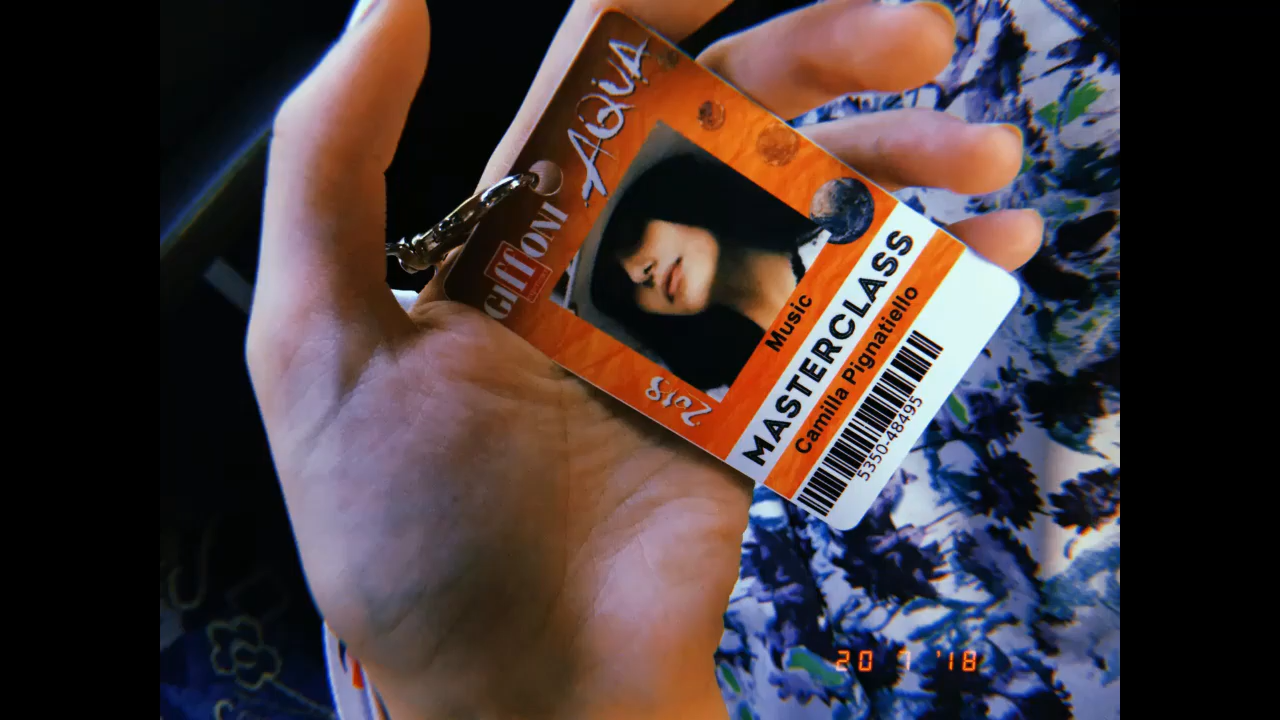 GIffONI
AQUA
2018
Music
MASTERCLASS
Camilla Pignatiello
5350-48495
20 7 '18